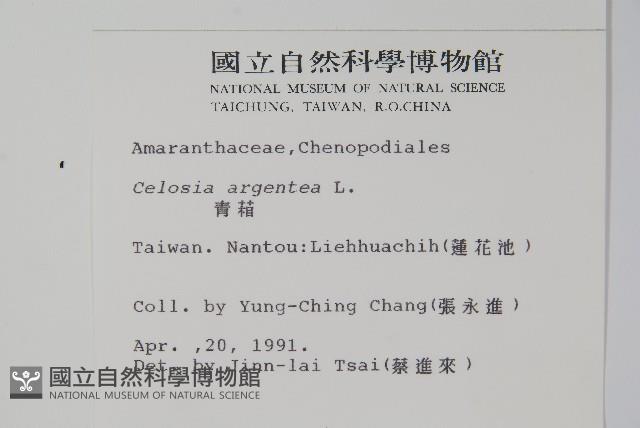 國立自然科學博物館
NATIONAL MUSEUM OF NATURAL SCIENCE
TAICHUNG, TAIWAN, R.O.CHINA
Amaranthaceae,Chenopodiales
Celosia argentea L.
青葙
Taiwan. Nantou:Liehhuachih(蓮花池)
Coll. by Yung-Ching Chang(張永進)
Apr. ,20, 1991.
Det. by Jinn-lai Tsai(蔡進來)
國立自然科學博物館
NATIONAL MUSEUM OF NATURAL SCIENCE